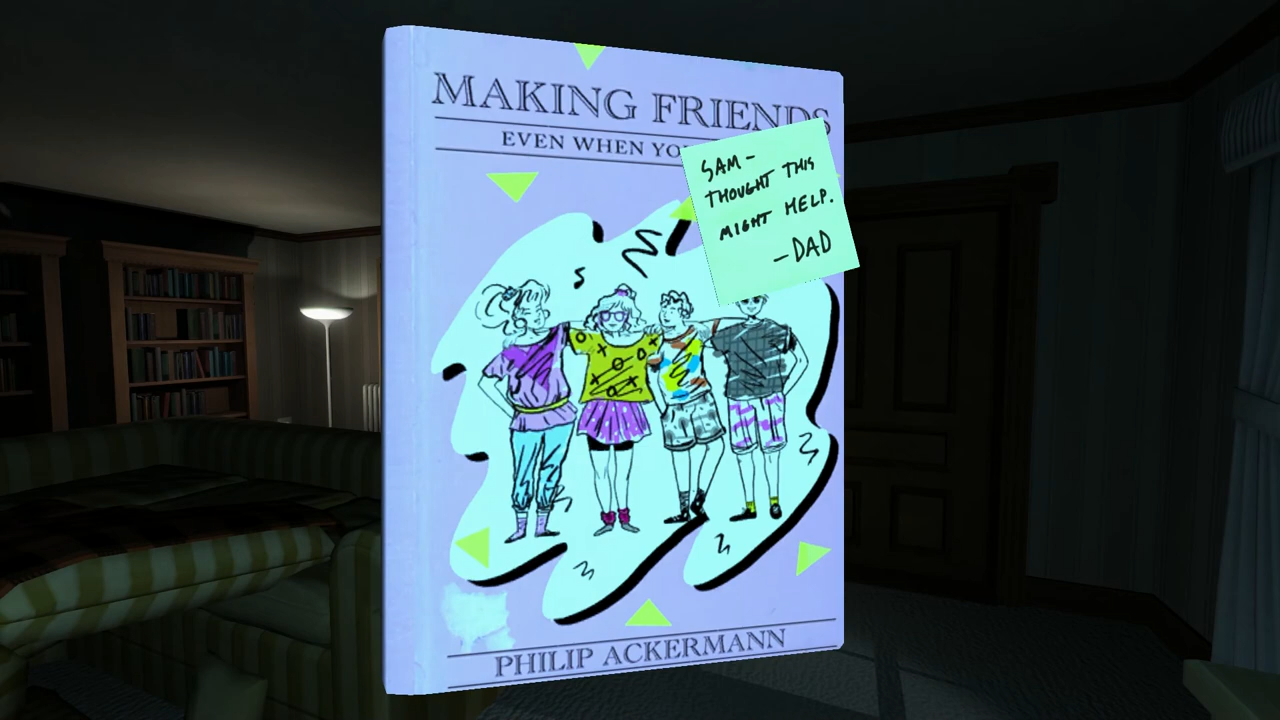 MAKING FRIENDS
EVEN WHEN YO
SAM-
THOUGHT THIS
MIGHT HELP.
-DAD
PHILIP ACKERMANN